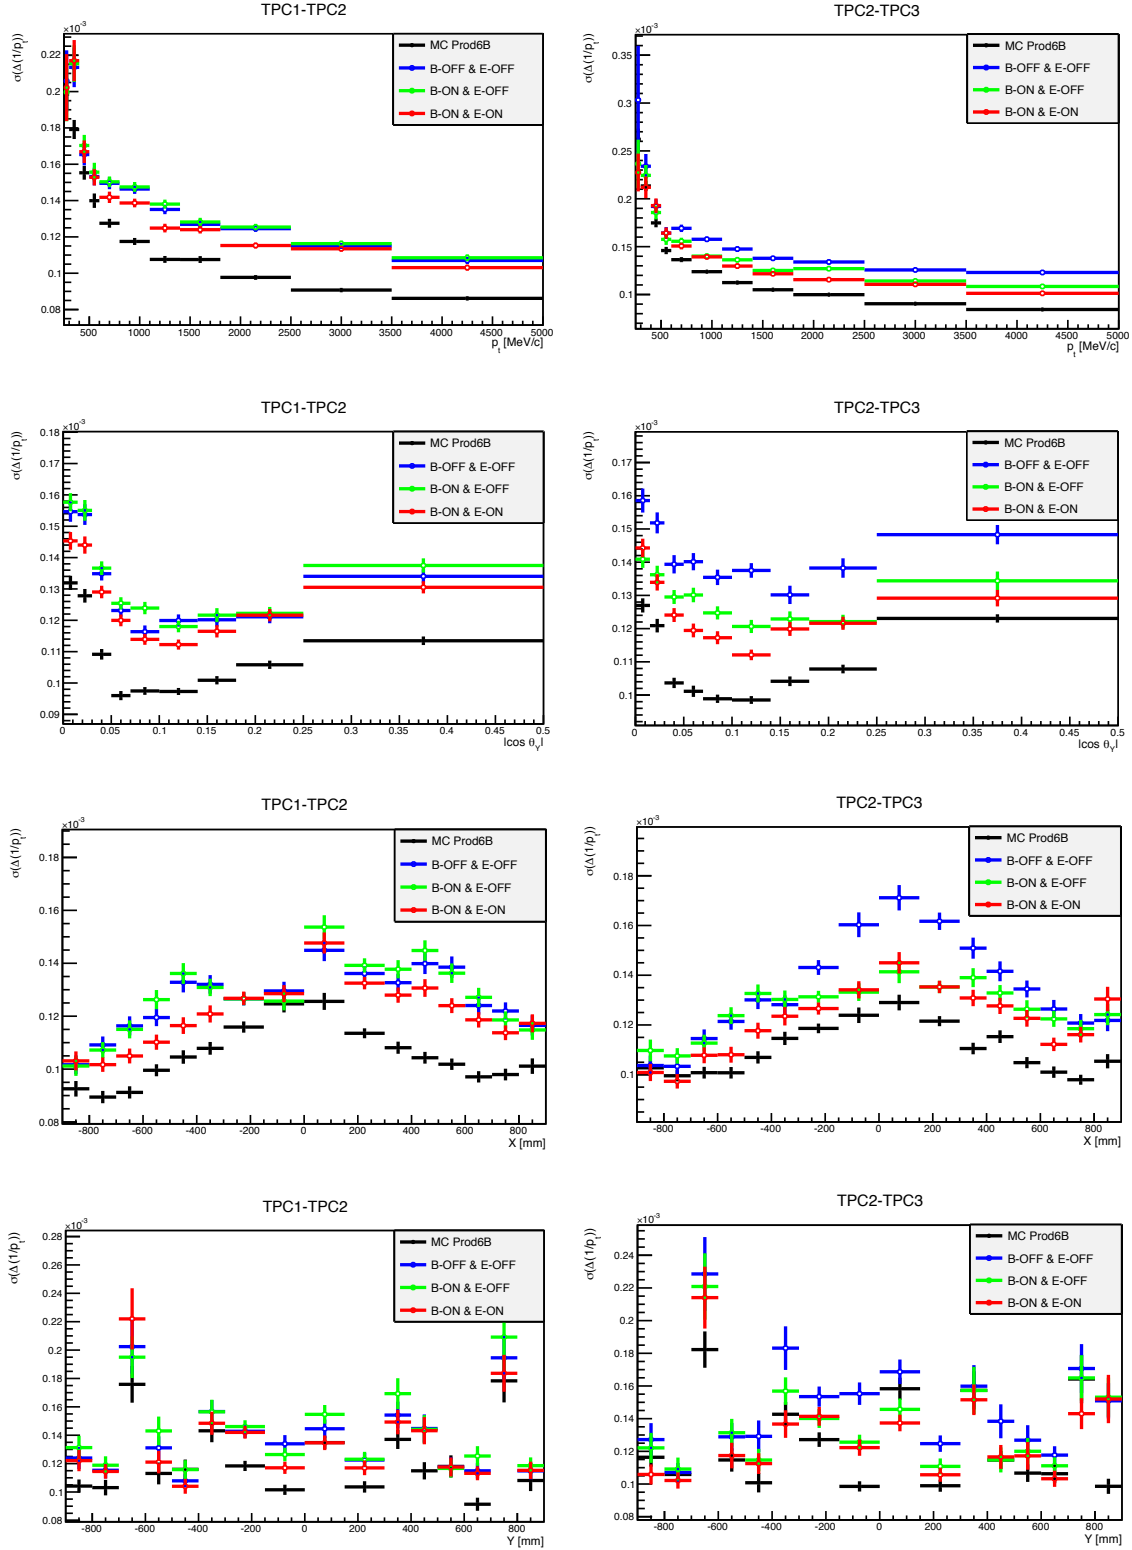 TPC1-TPC2
×10⁻³
σ(Δ(1/pₜ))
0.22
0.2
0.18
0.16
0.14
0.12
0.1
0.08
500 1000 1500 2000 2500 3000 3500 4000 4500 5000
pₜ [MeV/c]
MC Prod6B
B-OFF & E-OFF
B-ON & E-OFF
B-ON & E-ON
TPC2-TPC3
×10⁻³
σ(Δ(1/pₜ))
0.35
0.3
0.25
0.2
0.15
0.1
500 1000 1500 2000 2500 3000 3500 4000 4500 5000
pₜ [MeV/c]
MC Prod6B
B-OFF & E-OFF
B-ON & E-OFF
B-ON & E-ON
TPC1-TPC2
×10⁻³
σ(Δ(1/pₜ))
0.18
0.17
0.16
0.15
0.14
0.13
0.12
0.11
0.1
0.09
0 0.05 0.1 0.15 0.2 0.25 0.3 0.35 0.4 0.45 0.5
|cos θ_Y|
MC Prod6B
B-OFF & E-OFF
B-ON & E-OFF
B-ON & E-ON
TPC2-TPC3
×10⁻³
σ(Δ(1/pₜ))
0.17
0.16
0.15
0.14
0.13
0.12
0.11
0.1
0 0.05 0.1 0.15 0.2 0.25 0.3 0.35 0.4 0.45 0.5
|cos θ_Y|
MC Prod6B
B-OFF & E-OFF
B-ON & E-OFF
B-ON & E-ON
TPC1-TPC2
×10⁻³
σ(Δ(1/pₜ))
0.18
0.16
0.14
0.12
0.1
0.08
-800 -600 -400 -200 0 200 400 600 800
X [mm]
MC Prod6B
B-OFF & E-OFF
B-ON & E-OFF
B-ON & E-ON
TPC2-TPC3
×10⁻³
σ(Δ(1/pₜ))
0.18
0.16
0.14
0.12
0.1
-800 -600 -400 -200 0 200 400 600 800
X [mm]
MC Prod6B
B-OFF & E-OFF
B-ON & E-OFF
B-ON & E-ON
TPC1-TPC2
×10⁻³
σ(Δ(1/pₜ))
0.28
0.26
0.24
0.22
0.2
0.18
0.16
0.14
0.12
0.1
0.08
-800 -600 -400 -200 0 200 400 600 800
Y [mm]
MC Prod6B
B-OFF & E-OFF
B-ON & E-OFF
B-ON & E-ON
TPC2-TPC3
×10⁻³
σ(Δ(1/pₜ))
0.24
0.22
0.2
0.18
0.16
0.14
0.12
0.1
0.08
-800 -600 -400 -200 0 200 400 600 800
Y [mm]
MC Prod6B
B-OFF & E-OFF
B-ON & E-OFF
B-ON & E-ON